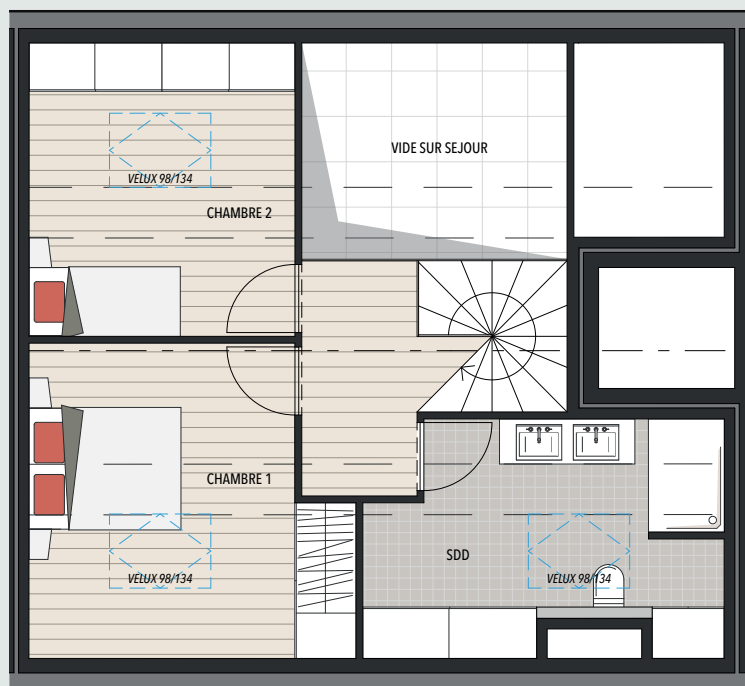 VIDE SUR SEJOUR
VELUX 98/134
CHAMBRE 2
CHAMBRE 1
SDD
VELUX 98/134
VELUX 98/134